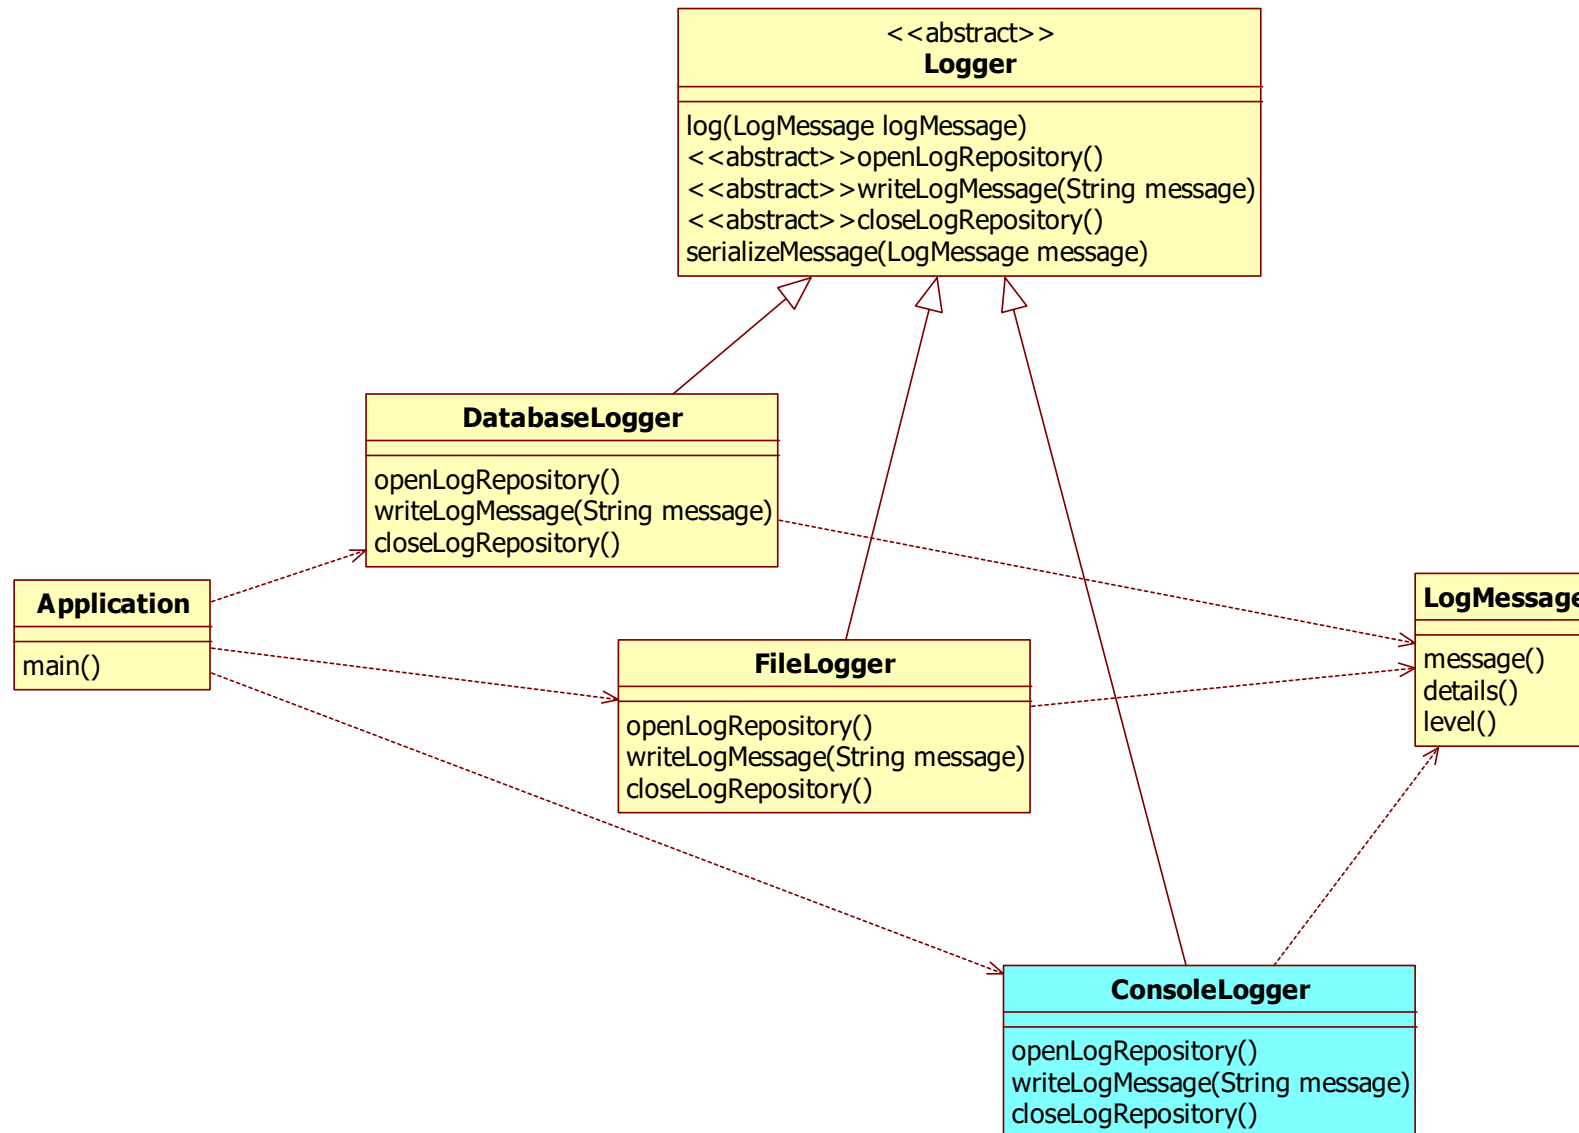 <<abstract>>
Logger
log(LogMessage logMessage)
<<abstract>>openLogRepository()
<<abstract>>writeLogMessage(String message)
<<abstract>>closeLogRepository()
serializeMessage(LogMessage message)
DatabaseLogger
openLogRepository()
writeLogMessage(String message)
closeLogRepository()
Application
main()
FileLogger
openLogRepository()
writeLogMessage(String message)
closeLogRepository()
LogMessage
message()
details()
level()
ConsoleLogger
openLogRepository()
writeLogMessage(String message)
closeLogRepository()